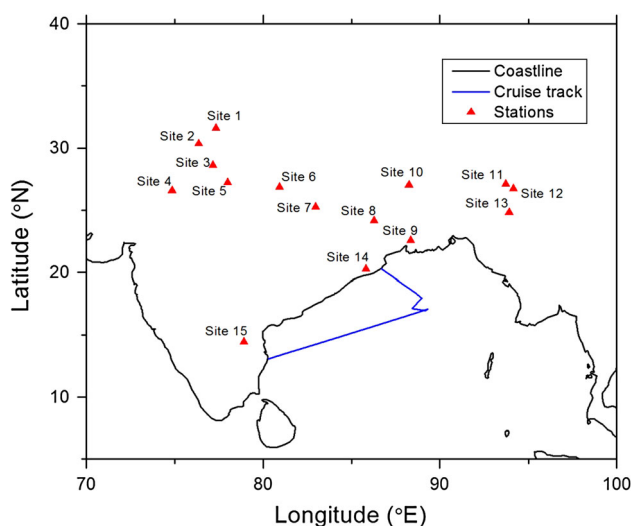 40
30
20
10
Latitude (°N)
Coastline
Cruise track
Stations
Site 1
Site 2
Site 3
Site 4
Site 5
Site 6
Site 7
Site 8
Site 9
Site 10
Site 11
Site 12
Site 13
Site 14
Site 15
70
80
90
100
Longitude (°E)